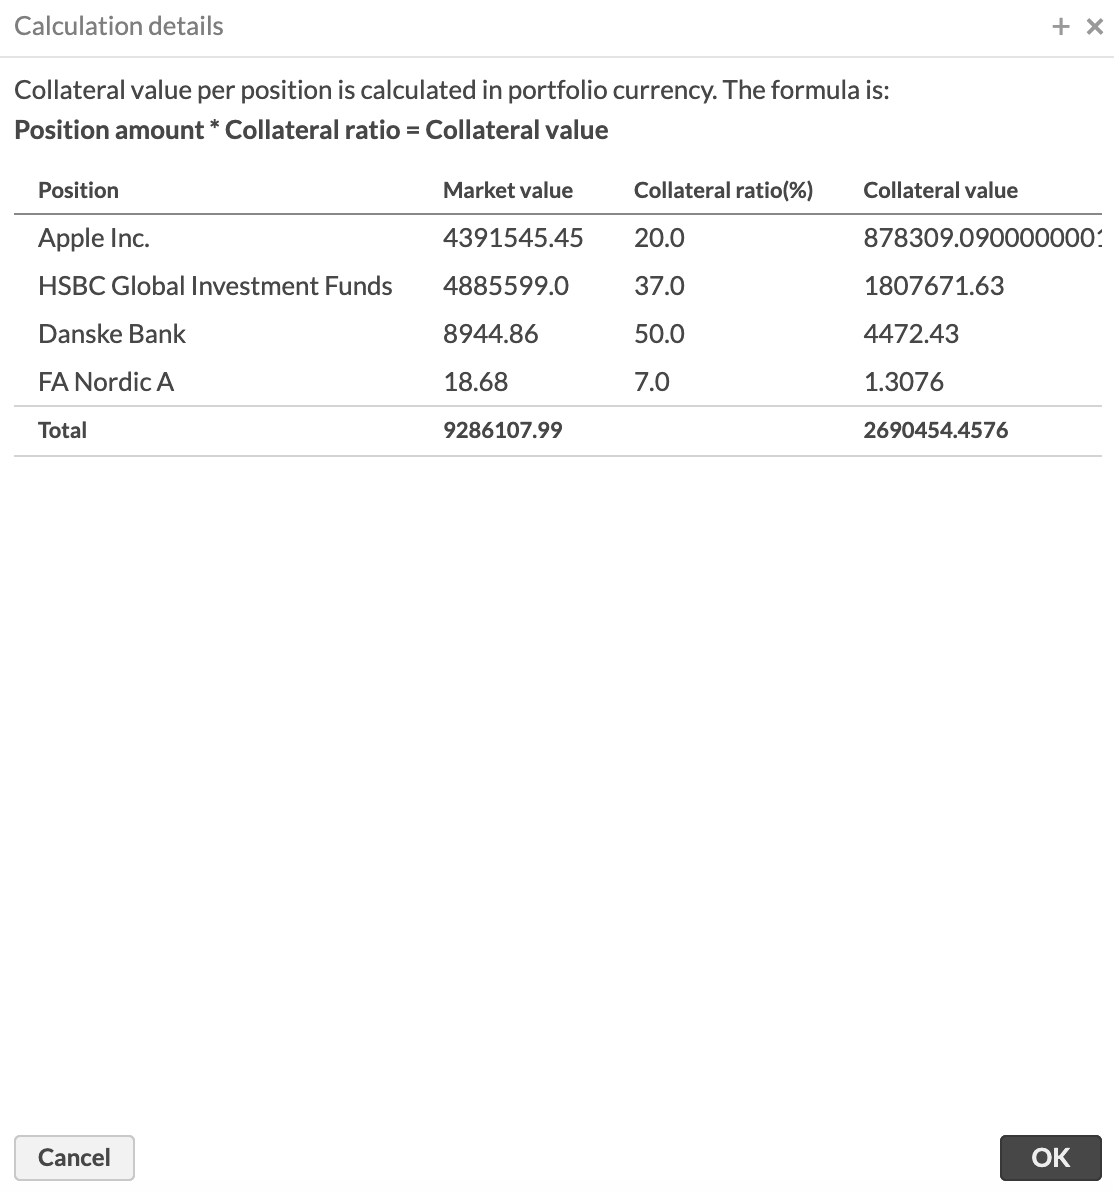 Calculation details
Collateral value per position is calculated in portfolio currency. The formula is:
Position amount * Collateral ratio = Collateral value
Position Market value Collateral ratio(%) Collateral value
Apple Inc. 4391545.45 20.0 878309.0900000001
HSBC Global Investment Funds 4885599.0 37.0 1807671.63
Danske Bank 8944.86 50.0 4472.43
FA Nordic A 18.68 7.0 1.3076
Total 9286107.99 2690454.4576
Cancel OK